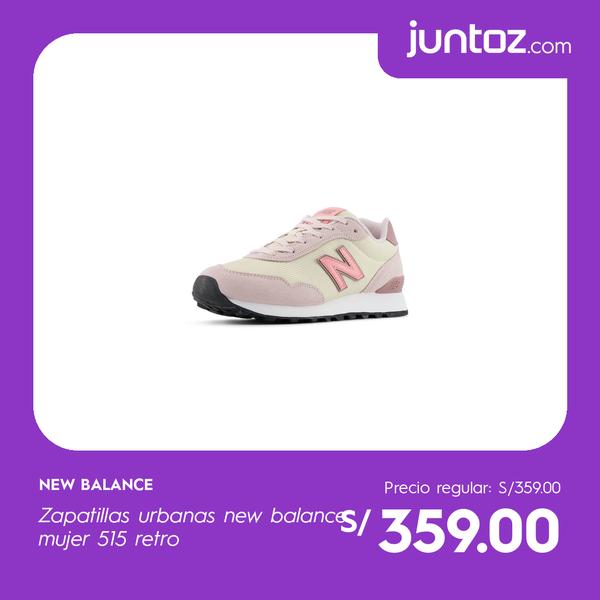 juntoz.com
N
NEW BALANCE
Zapatillas urbanas new balance
mujer 515 retro
Precio regular: S/359.00
S/ 359.00